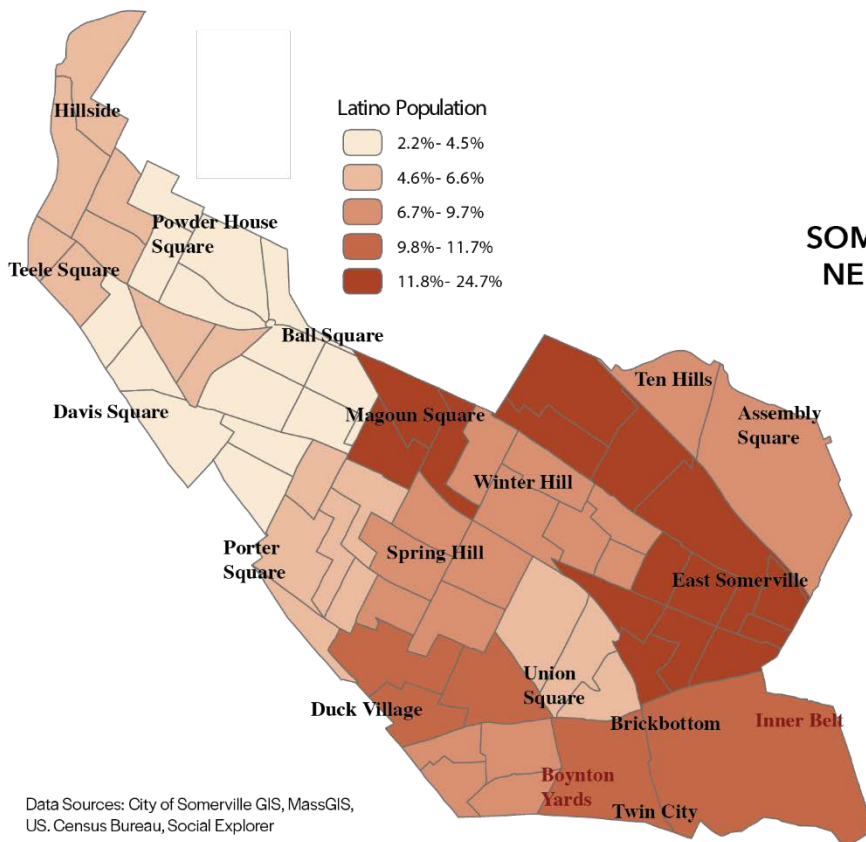 Hillside
Latino Population
2.2%- 4.5%
4.6%- 6.6%
6.7%- 9.7%
9.8%- 11.7%
11.8%- 24.7%
Powder House
Square
SOM
NE
Teele Square
Ball Square
Ten Hills
Davis Square
Magoun Square
Assembly
Square
Winter Hill
Porter
Square
Spring Hill
East Somerville
Union
Square
Duck Village
Brickbottom
Inner Belt
Boynton
Yards
Twin City
Data Sources: City of Somerville GIS, MassGIS,
US. Census Bureau, Social Explorer